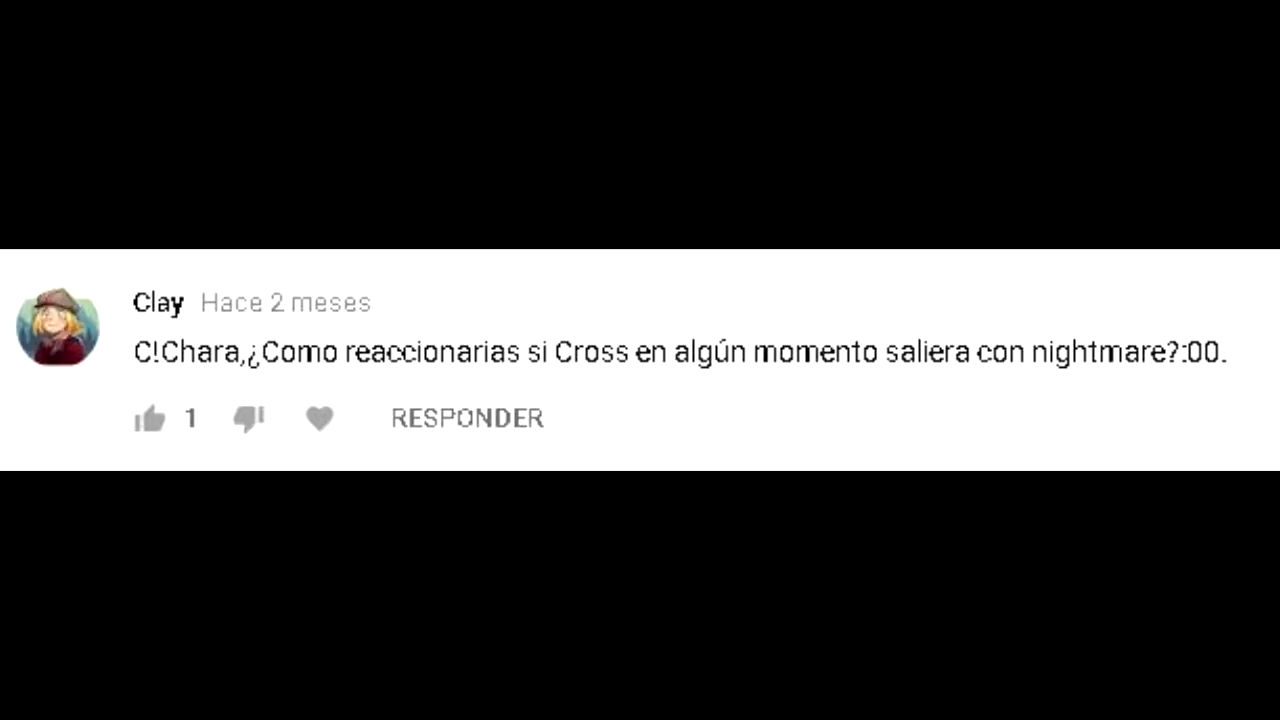 Clay Hace 2 meses
C!Chara,¿Como reaccionarias si Cross en algún momento saliera con nightmare?:00.
1 RESPONDER